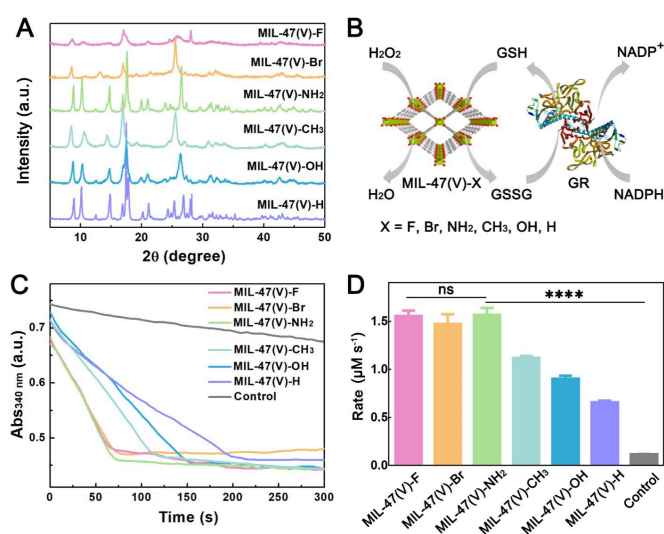 A
MIL-47(V)-F
MIL-47(V)-Br
MIL-47(V)-NH₂
MIL-47(V)-CH₃
MIL-47(V)-OH
MIL-47(V)-H
Intensity (a.u.)
10 20 30 40 50
2θ (degree)
B
H₂O₂ GSH NADP⁺
H₂O MIL-47(V)-X GSSG GR NADPH
X = F, Br, NH₂, CH₃, OH, H
C
MIL-47(V)-F
MIL-47(V)-Br
MIL-47(V)-NH₂
MIL-47(V)-CH₃
MIL-47(V)-OH
MIL-47(V)-H
Control
Abs₃₄₀ ₙₘ (a.u.)
0.7
0.6
.45
0 50 100 150 200 250 300
Time (s)
D
ns ****
Rate (μM s⁻¹)
1.5
1.0
0.5
0.0
MIL-47(V)-F
MIL-47(V)-Br
MIL-47(V)-NH₂
MIL-47(V)-CH₃
MIL-47(V)-OH
MIL-47(V)-H
Control